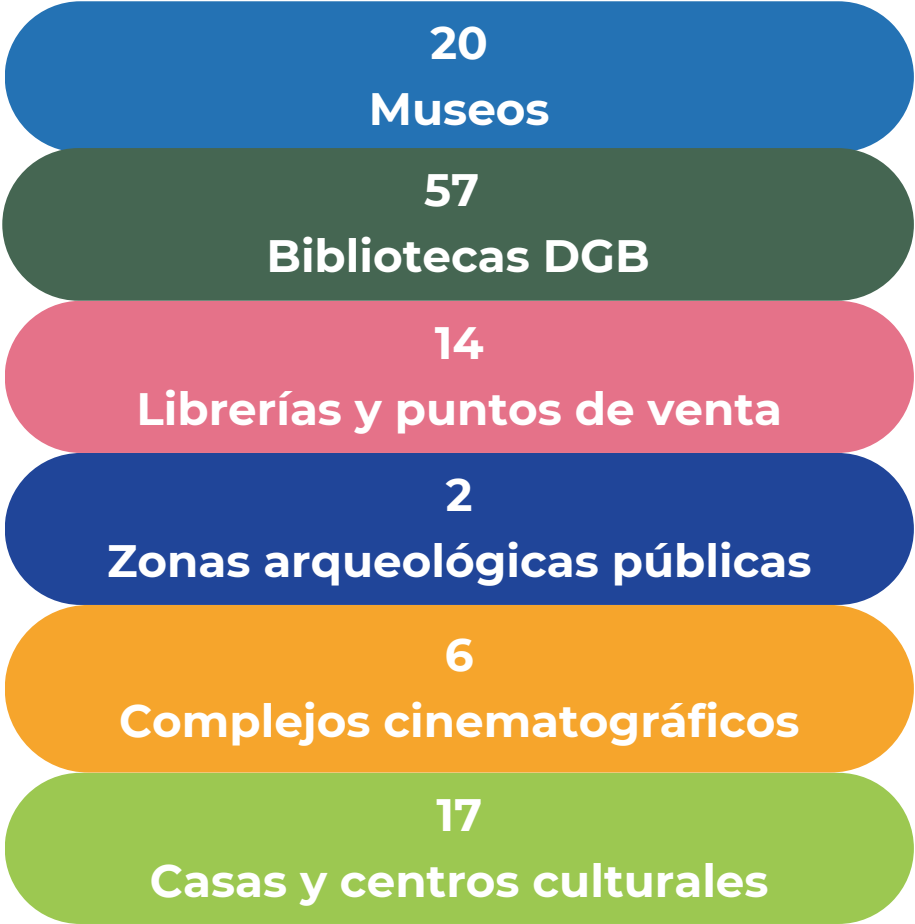 20
Museos
57
Bibliotecas DGB
14
Librerías y puntos de venta
2
Zonas arqueológicas públicas
6
Complejos cinematográficos
17
Casas y centros culturales